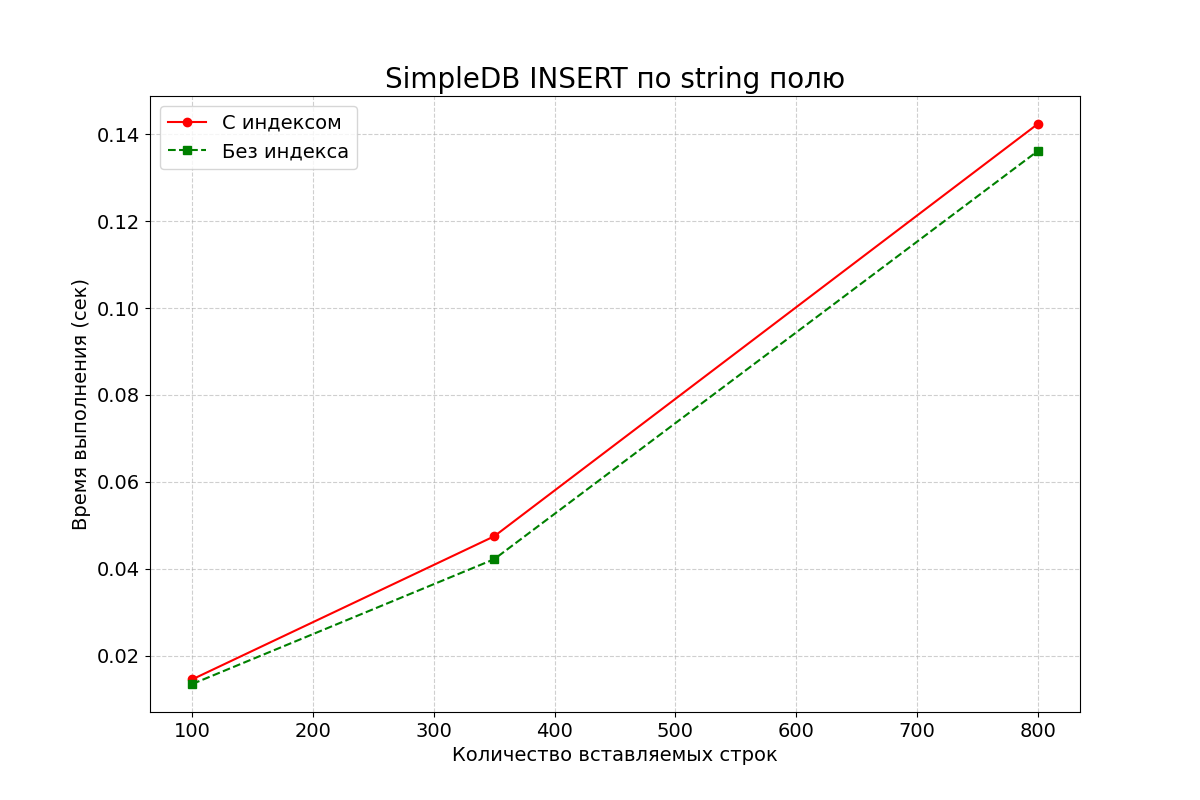 SimpleDB INSERT по string полю
С индексом
Без индекса
Время выполнения (сек)
0.14
0.12
0.10
0.08
0.06
0.04
0.02
100 200 300 400 500 600 700 800
Количество вставляемых строк